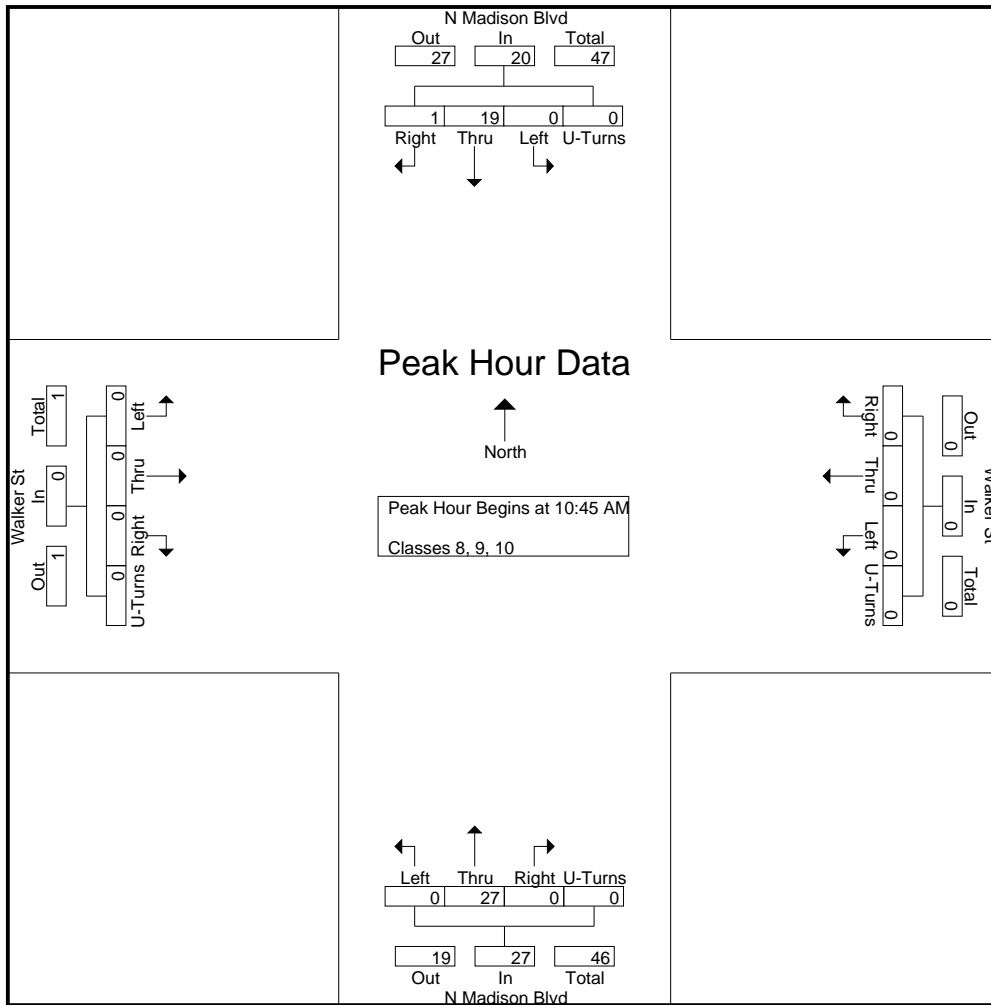 N Madison Blvd
Out In Total
27 20 47
1 19 0 0
Right Thru Left U-Turns
Peak Hour Data
North
Peak Hour Begins at 10:45 AM
Classes 8, 9, 10
Walker St
Total In Out
1 0 1
0 0 0 0
Left Thru Right U-Turns
Right Thru Left U-Turns
0 0 0 0
Out In Total
0 0 0
Walker St
Left Thru Right U-Turns
0 27 0 0
19 27 46
Out In Total
N Madison Blvd